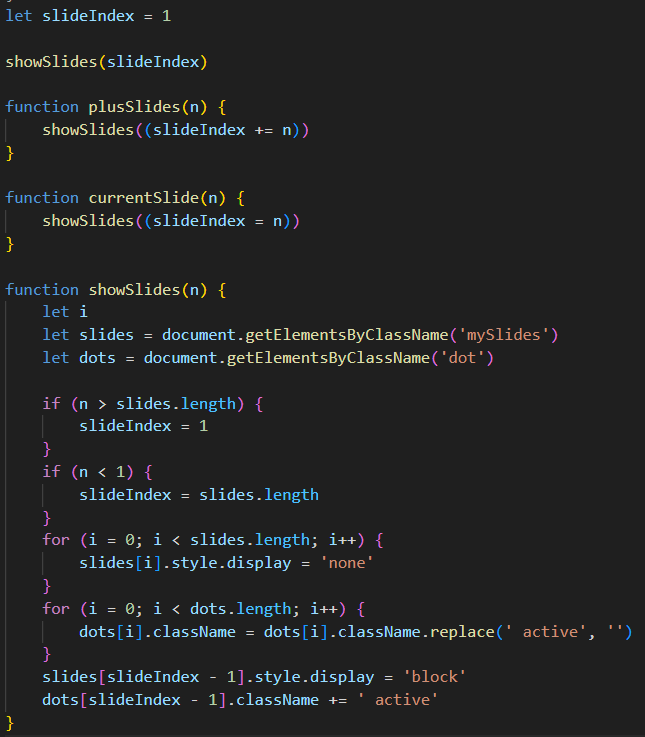 let slideIndex = 1
showSlides(slideIndex)
function plusSlides(n) {
    showSlides((slideIndex += n))
}
function currentSlide(n) {
    showSlides((slideIndex = n))
}
function showSlides(n) {
    let i
    let slides = document.getElementsByClassName('mySlides')
    let dots = document.getElementsByClassName('dot')
    if (n > slides.length) {
        slideIndex = 1
    }
    if (n < 1) {
        slideIndex = slides.length
    }
    for (i = 0; i < slides.length; i++) {
        slides[i].style.display = 'none'
    }
    for (i = 0; i < dots.length; i++) {
        dots[i].className = dots[i].className.replace(' active', '')
    }
    slides[slideIndex - 1].style.display = 'block'
    dots[slideIndex - 1].className += ' active'
}